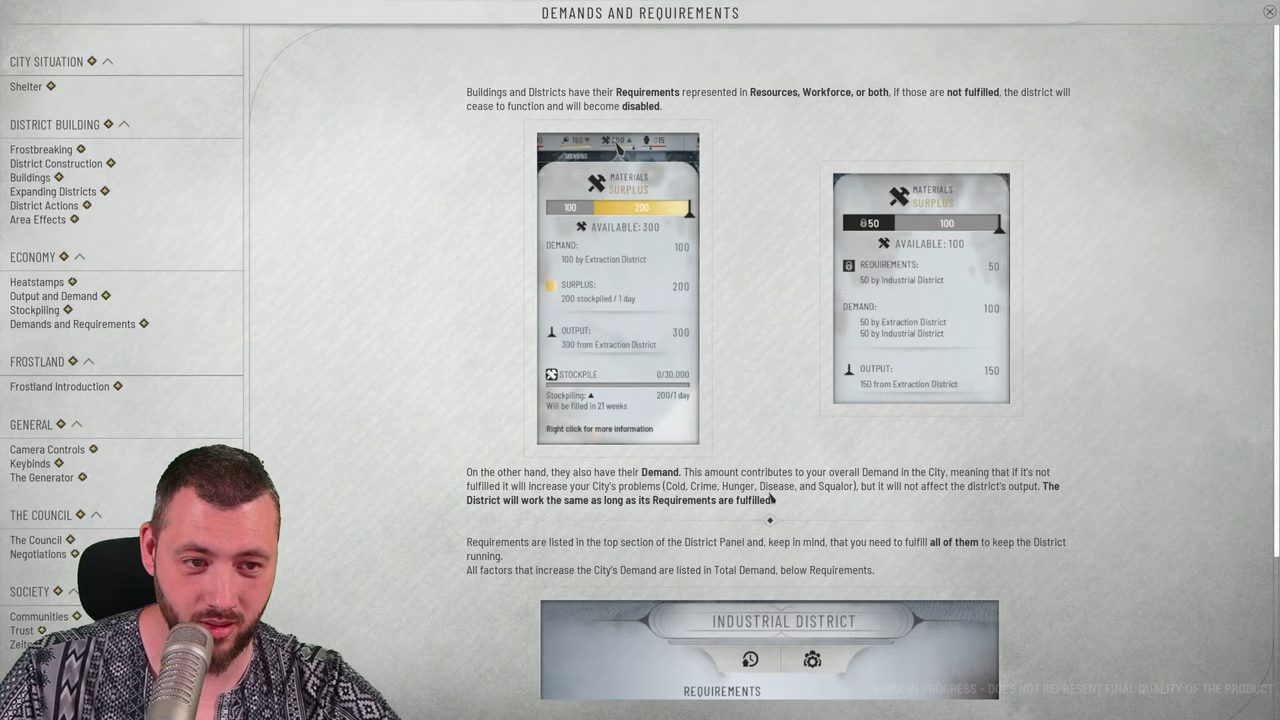 DEMANDS AND REQUIREMENTS
CITY SITUATION
Shelter
DISTRICT BUILDING
Frostbreaking
District Construction
Buildings
Expanding Districts
District Actions
Area Effects
ECONOMY
Heatstamps
Output and Demand
Stockpiling
Demands and Requirements
FROSTLAND
Frostland Introduction
GENERAL
Camera Controls
Keybinds
The Generator
THE COUNCIL
The Council
Negotiations
SOCIETY
Communities
Trust
Buildings and Districts have their Requirements represented in Resources, Workforce, or both, if those are not fulfilled, the district will
cease to function and will become disabled.
MATERIALS
SURPLUS
100 200
AVAILABLE: 300
DEMAND: 100
100 by Extraction District
SURPLUS: 200
200 stockpiled / 1 day
OUTPUT: 300
300 from Extraction District
STOCKPILE 0/30,000
Stockpiling: 200/1 day
Will be filled in 21 weeks
Right click for more information
MATERIALS
SURPLUS
50 100
AVAILABLE: 100
REQUIREMENTS: 50
50 by Industrial District
DEMAND: 100
50 by Extraction District
50 by Industrial District
OUTPUT: 150
150 from Extraction District
On the other hand, they also have their Demand. This amount contributes to your overall Demand in the City, meaning that if it's not
fulfilled it will increase your City's problems (Cold, Crime, Hunger, Disease, and Squalor), but it will not affect the district's output. The
District will work the same as long as its Requirements are fulfilled
Requirements are listed in the top section of the District Panel and, keep in mind, that you need to fulfill all of them to keep the District
running.
All factors that increase the City's Demand are listed in Total Demand, below Requirements.
INDUSTRIAL DISTRICT
REQUIREMENTS
WORK IN PROGRESS - DOES NOT REPRESENT FINAL QUALITY OF THE PRODUCT